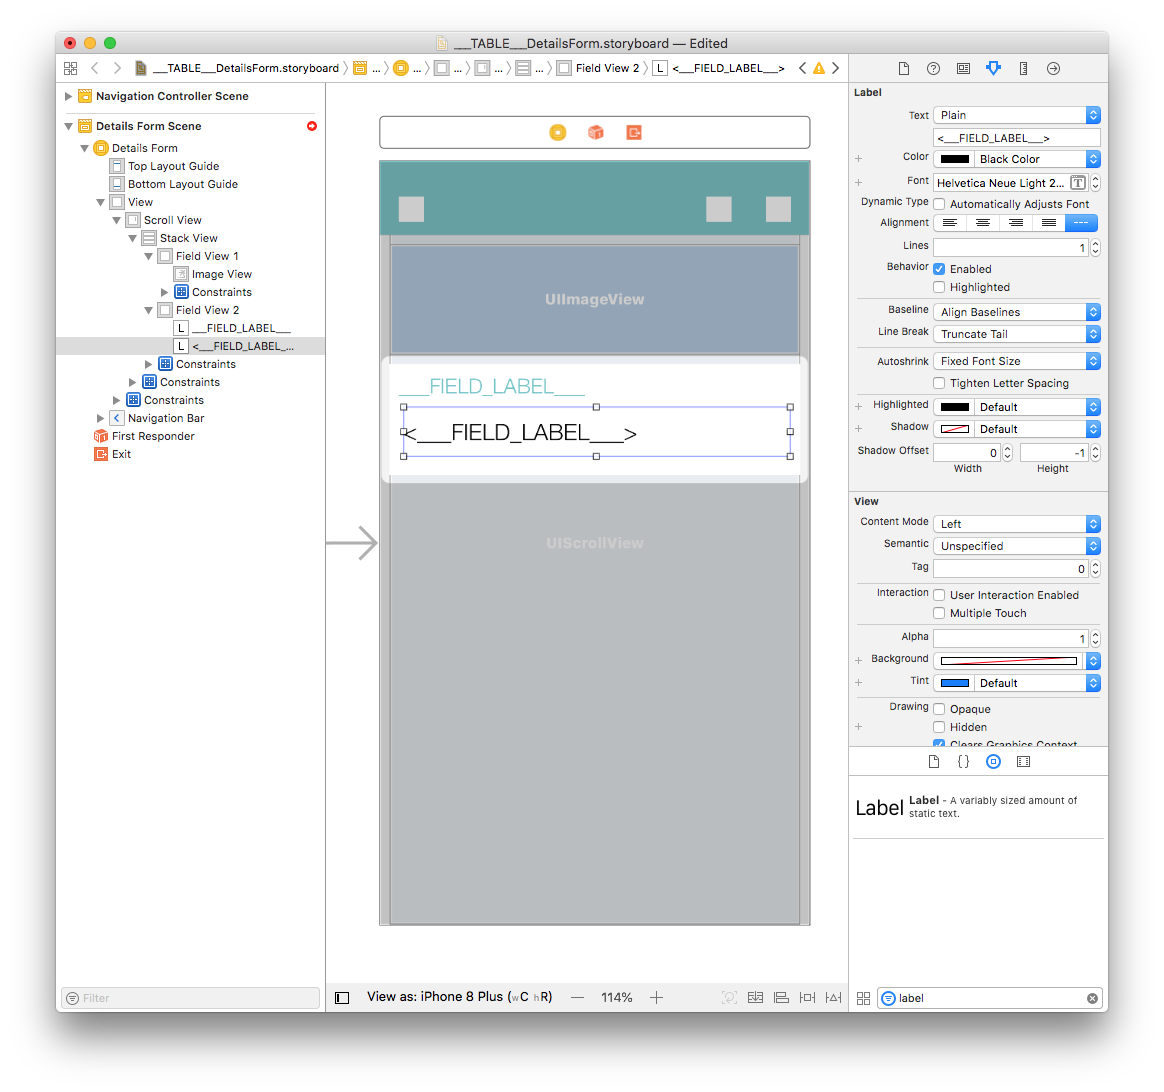 ___TABLE___DetailsForm.storyboard — Edited
___TABLE___DetailsForm.storyboard
...
...
...
...
...
Field View 2
L
<___FIELD_LABEL___>
Navigation Controller Scene
Details Form Scene
Details Form
Top Layout Guide
Bottom Layout Guide
View
Scroll View
Stack View
Field View 1
Image View
Constraints
Field View 2
L ___FIELD_LABEL___
L <___FIELD_LABEL_...
Constraints
Constraints
Constraints
Navigation Bar
First Responder
Exit
Filter
UIImageView
___FIELD_LABEL___
<___FIELD_LABEL___>
UIScrollView
View as: iPhone 8 Plus (wC hR)
114%
Label
Text Plain
<___FIELD_LABEL___>
Color Black Color
Font Helvetica Neue Light 2... T
Dynamic Type Automatically Adjusts Font
Alignment
Lines 1
Behavior Enabled
Highlighted
Baseline Align Baselines
Line Break Truncate Tail
Autoshrink Fixed Font Size
Tighten Letter Spacing
Highlighted Default
Shadow Default
Shadow Offset 0 -1
Width Height
View
Content Mode Left
Semantic Unspecified
Tag 0
Interaction User Interaction Enabled
Multiple Touch
Alpha 1
Background
Tint Default
Drawing Opaque
Hidden
Clears Graphics Context
{}
Label
Label - A variably sized amount of
static text.
label